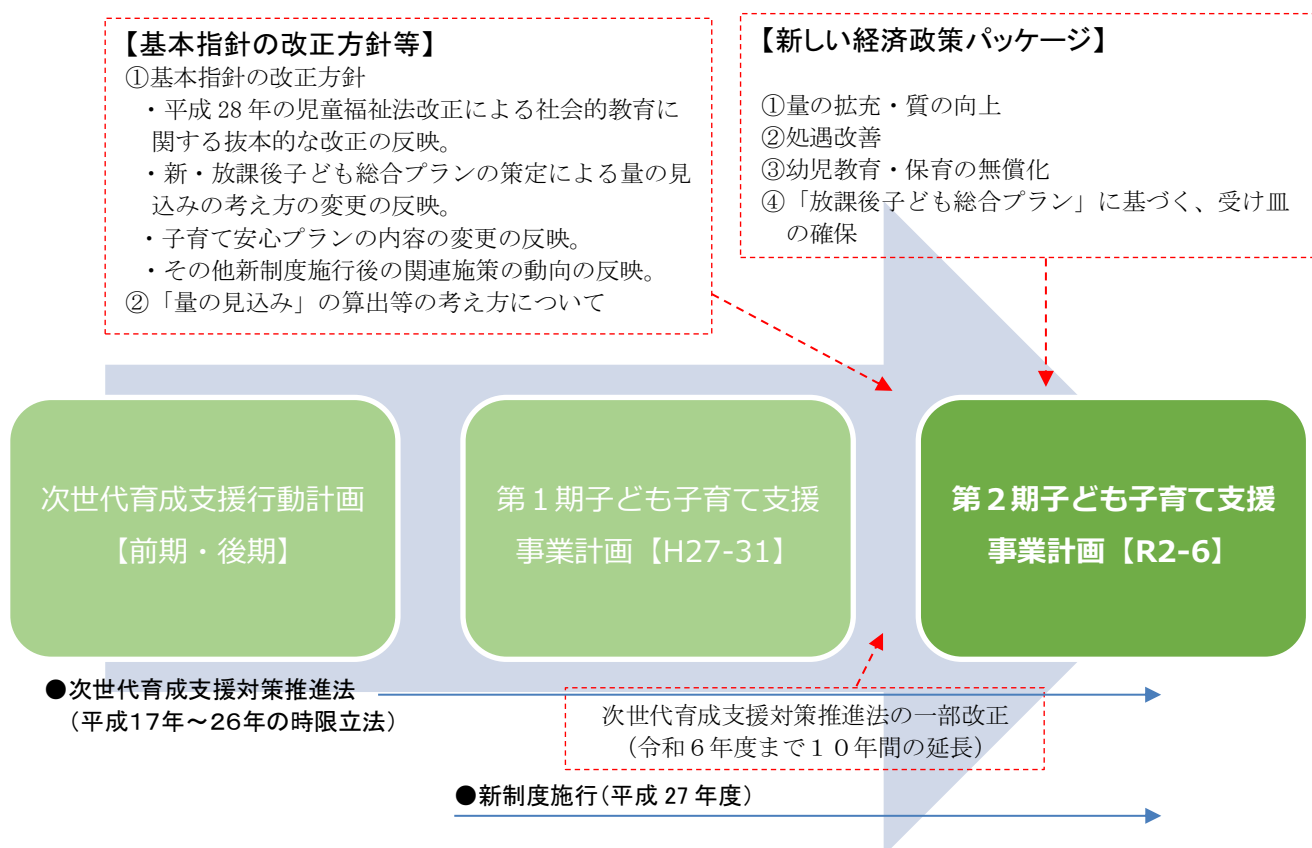 【基本指針の改正方針等】
①基本指針の改正方針
・平成 28 年の児童福祉法改正による社会的教育に
関する抜本的な改正の反映。
・新・放課後子ども総合プランの策定による量の見
込みの考え方の変更の反映。
・子育て安心プランの内容の変更の反映。
・その他新制度施行後の関連施策の動向の反映。
②「量の見込み」の算出等の考え方について
【新しい経済政策パッケージ】
①量の拡充・質の向上
②処遇改善
③幼児教育・保育の無償化
④「放課後子ども総合プラン」に基づく、受け皿
の確保
次世代育成支援行動計画
【前期・後期】
第１期子ども子育て支援
事業計画【H27-31】
第２期子ども子育て支援
事業計画【R2-6】
●次世代育成支援対策推進法
（平成17年～26年の時限立法）
次世代育成支援対策推進法の一部改正
（令和６年度まで１０年間の延長）
●新制度施行（平成 27 年度）